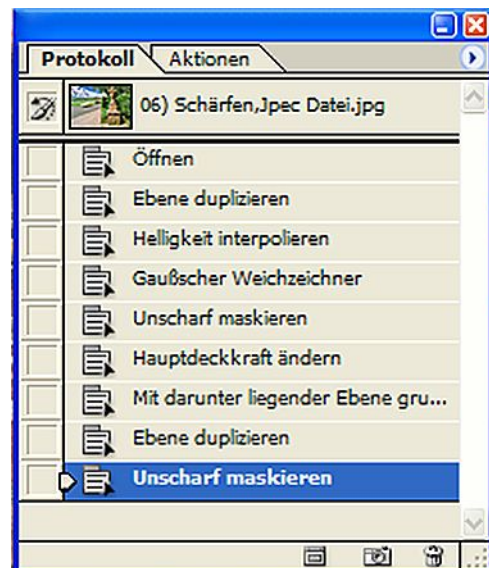 Protokoll Aktionen
06) Schärfen,Jpec Datei.jpg
Öffnen
Ebene duplizieren
Helligkeit interpolieren
Gaußscher Weichzeichner
Unscharf maskieren
Hauptdeckkraft ändern
Mit darunter liegender Ebene gru...
Ebene duplizieren
Unscharf maskieren